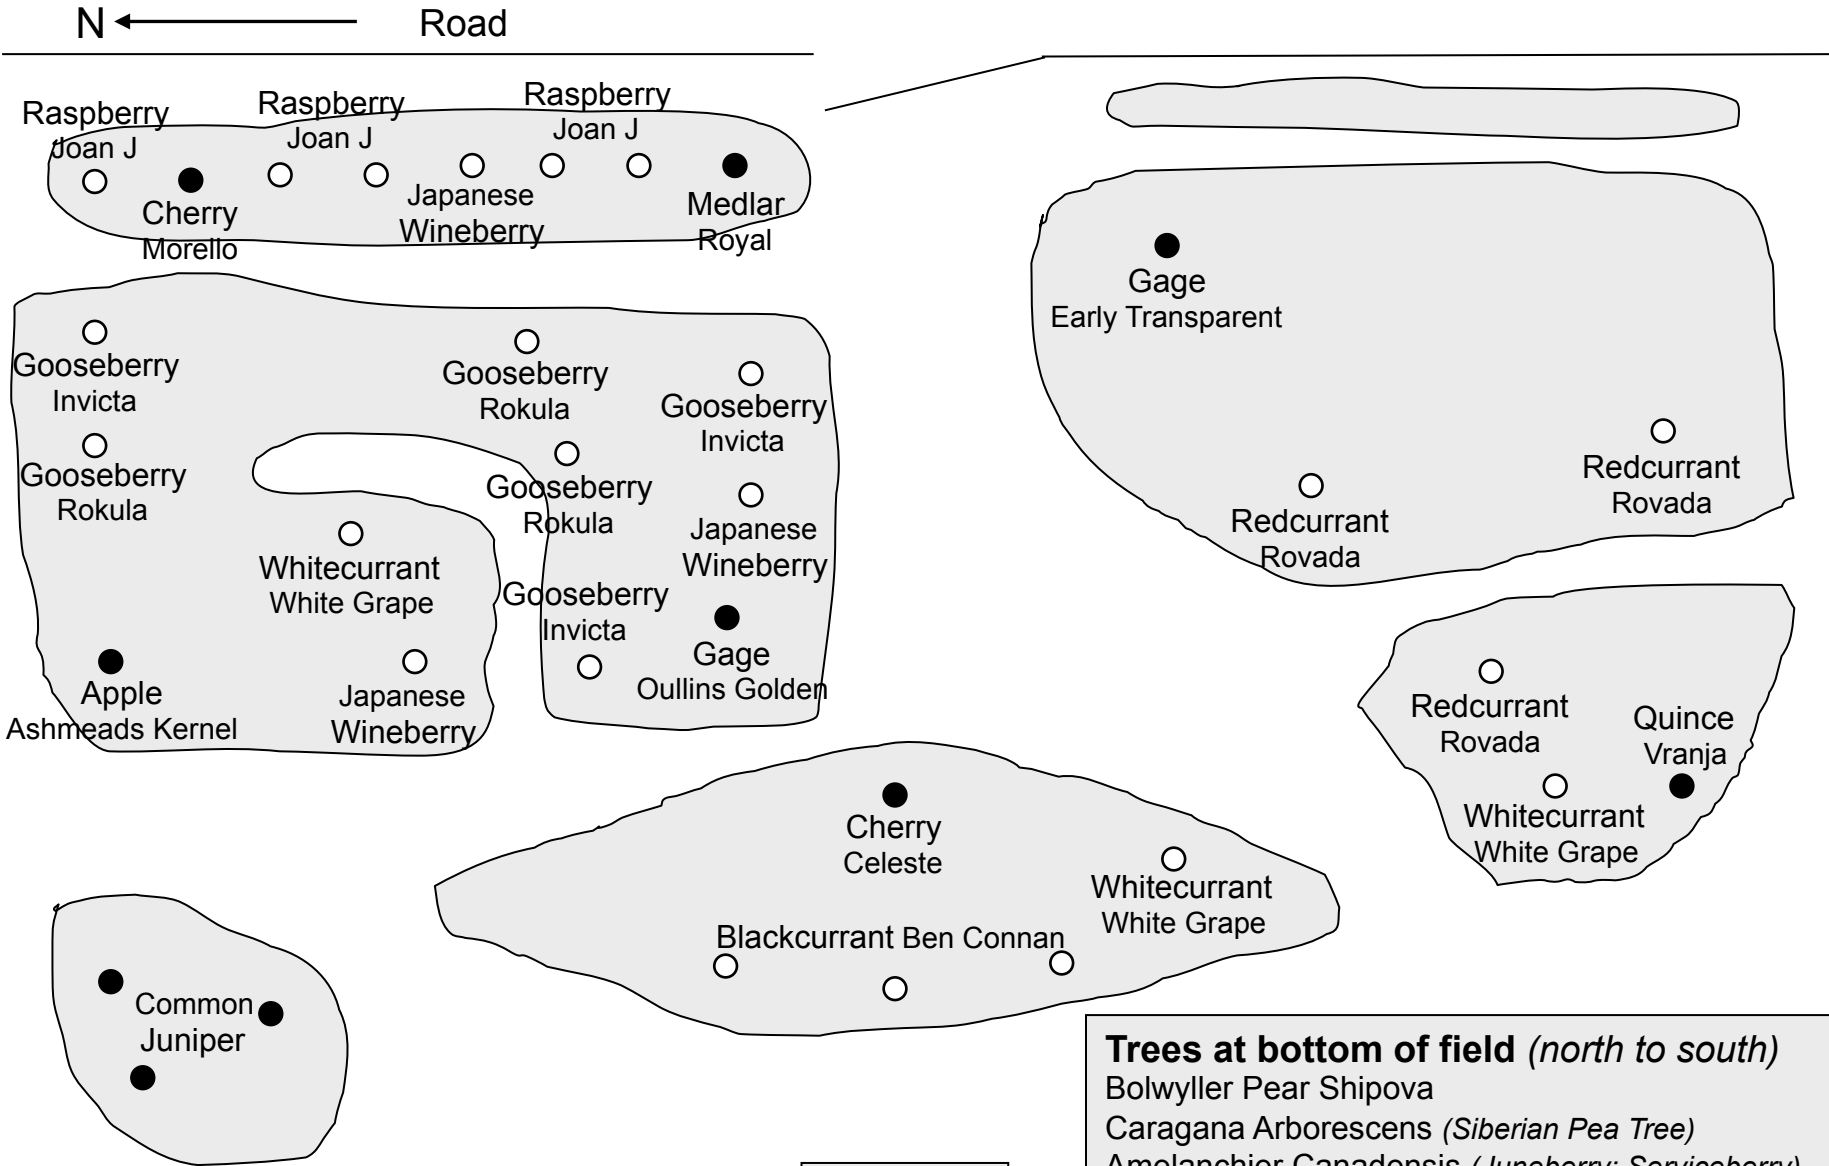 N Road
Raspberry
Joan J
Raspberry
Joan J
Raspberry
Joan J
Cherry
Morello
Japanese
Wineberry
Medlar
Royal
Gooseberry
Invicta
Gooseberry
Rokula
Gooseberry
Rokula
Gooseberry
Rokula
Gooseberry
Invicta
Japanese
Wineberry
Whitecurrant
White Grape
Gooseberry
Invicta
Gage
Oullins Golden
Apple
Ashmeads Kernel
Japanese
Wineberry
Gage
Early Transparent
Redcurrant
Rovada
Redcurrant
Rovada
Redcurrant
Rovada
Quince
Vranja
Whitecurrant
White Grape
Cherry
Celeste
Whitecurrant
White Grape
Blackcurrant Ben Connan
Common
Juniper
Trees at bottom of field (north to south)
Bolwyller Pear Shipova
Caragana Arborescens (Siberian Pea Tree)
Amelanchier Canadensis (Juneberry; Serviceberry)